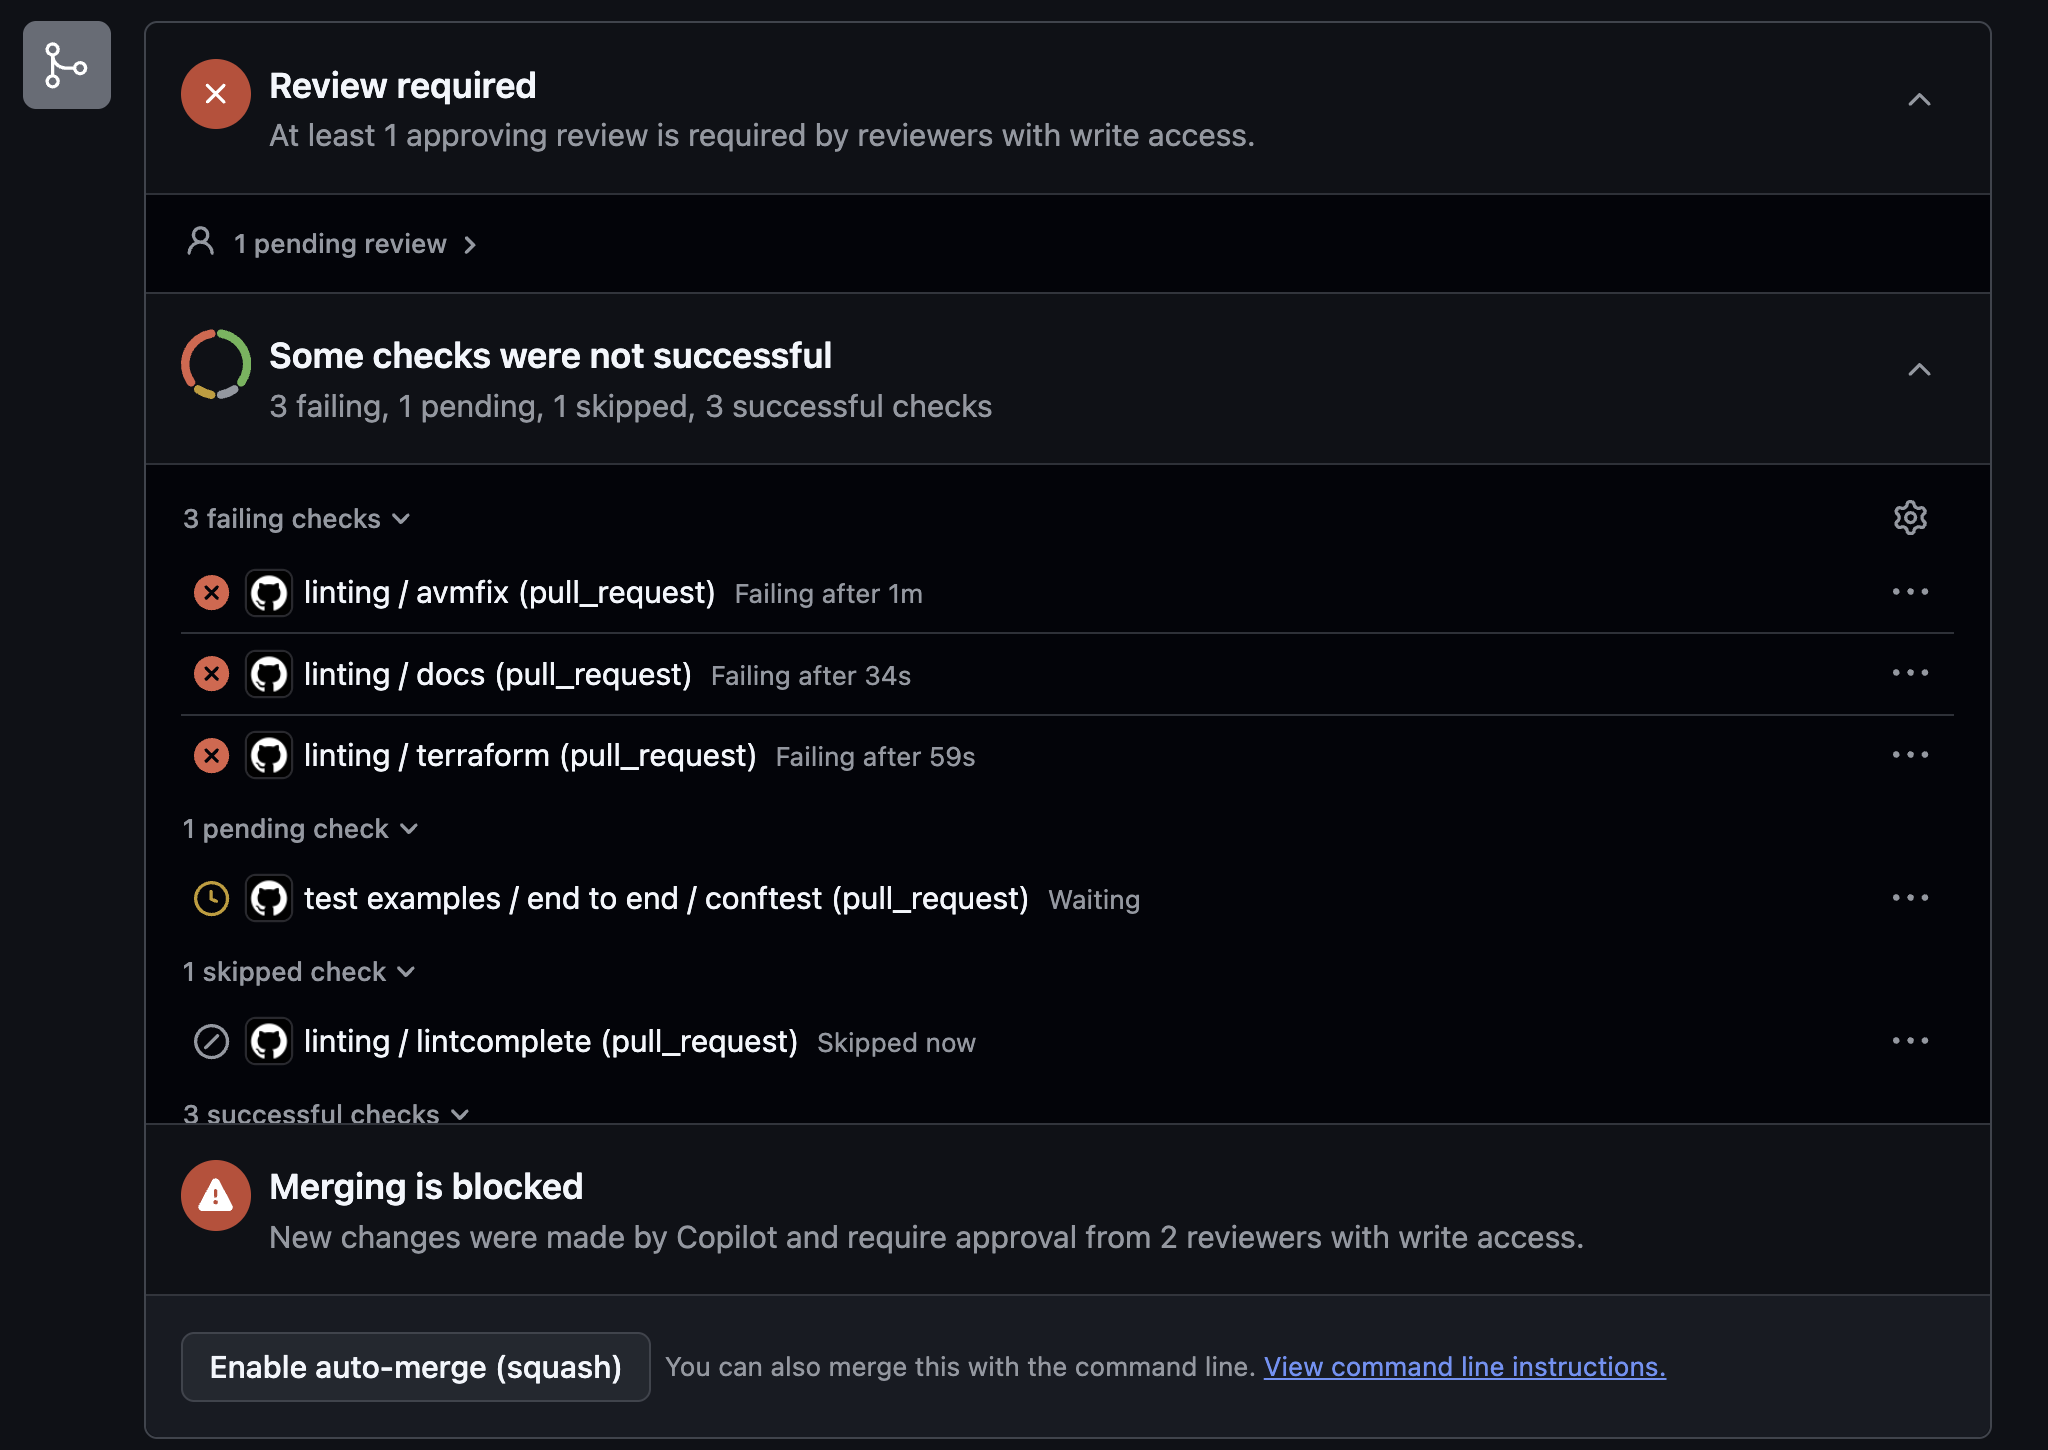 Review required
At least 1 approving review is required by reviewers with write access.
1 pending review
Some checks were not successful
3 failing, 1 pending, 1 skipped, 3 successful checks
3 failing checks
linting / avmfix (pull_request) Failing after 1m
linting / docs (pull_request) Failing after 34s
linting / terraform (pull_request) Failing after 59s
1 pending check
test examples / end to end / conftest (pull_request) Waiting
1 skipped check
linting / lintcomplete (pull_request) Skipped now
3 successful checks
Merging is blocked
New changes were made by Copilot and require approval from 2 reviewers with write access.
Enable auto-merge (squash) You can also merge this with the command line. View command line instructions.